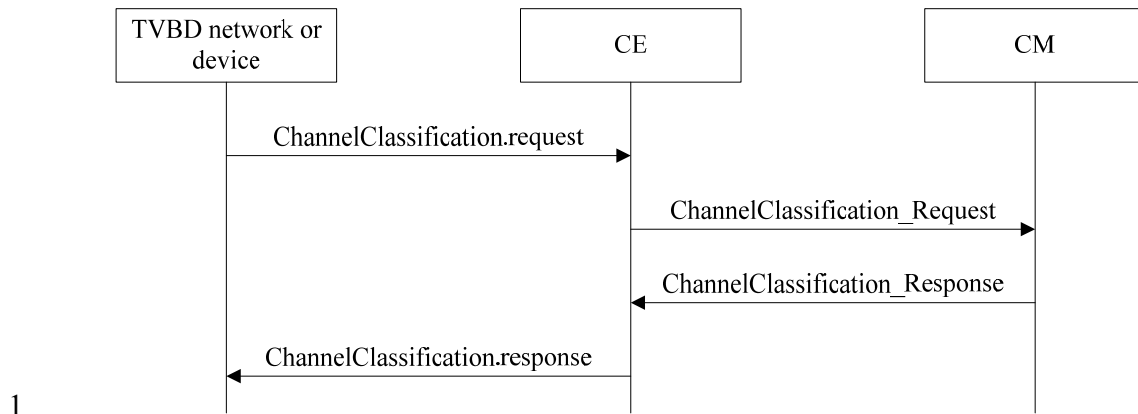 TVBD network or
device
CE
CM
ChannelClassification.request
ChannelClassification_Request
ChannelClassification_Response
ChannelClassification.response
1